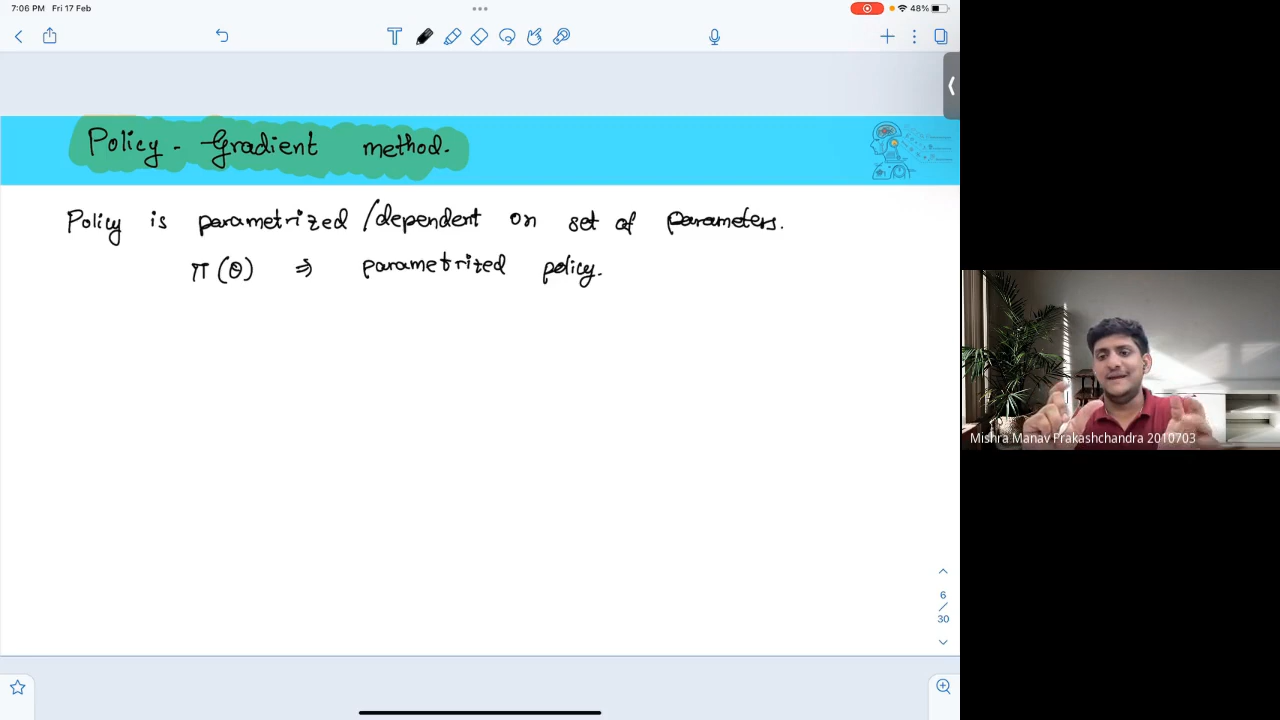 7:06 PM Fri 17 Feb
48%
Policy - Gradient method.
Policy is parametrized /dependent on set of parameters.
π(θ) ⇒ parametrized policy.
Mishra Manav Prakashchandra 2010703
6
/
30